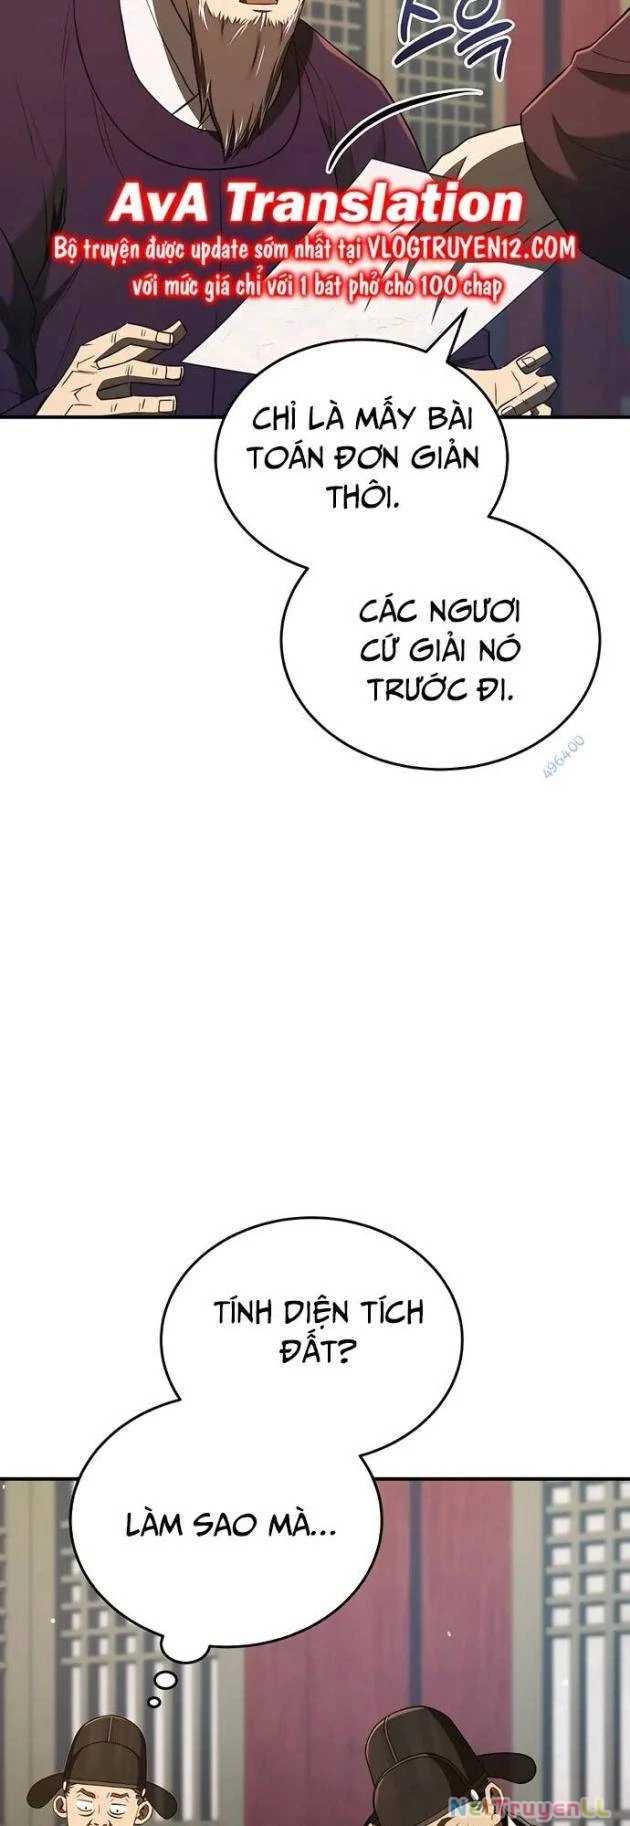 AvA Translation
Bộ truyện được update sớm nhất tại VLOGTRUYEN12.COM
với mức giá chỉ với 1 bát phở cho 100 chap
CHỈ LÀ MẤY BÀI
TOÁN ĐƠN GIẢN
THÔI.
CÁC NGƯƠI
CỨ GIẢI NÓ
TRƯỚC ĐI.
496400
TÍNH DIỆN TÍCH
ĐẤT?
LÀM SAO MÀ...
NetTruyenLL